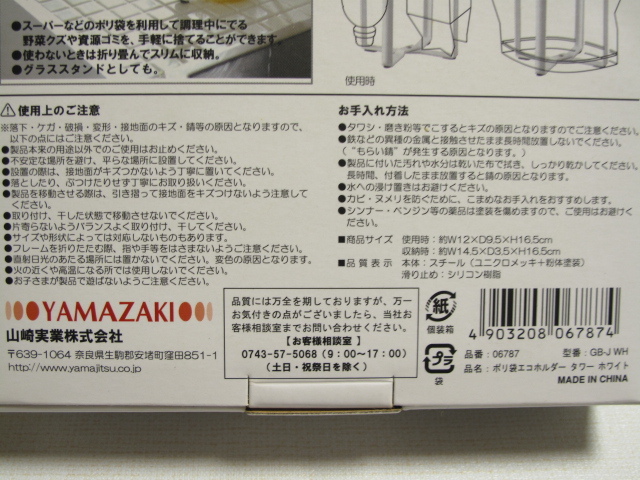 ●スーパーなどのポリ袋を利用して調理中にでる
野菜クズや資源ゴミを、手軽に捨てることができます。
●使わないときは折り畳んでスリムに収納。
●グラススタンドとしても。
使用時
⚠使用上のご注意
※落下・ケガ・破損・変形・接地面のキズ・錆等の原因となりますので、
以下の点にはご注意ください。
●製品本来の用途以外でのご使用はお止めください。
●不安定な場所を避け、平らな場所に設置してください。
●設置の際は、接地面がキズつかないよう丁寧に置いてください。
●落としたり、ぶつけたりせず丁寧にお取り扱いください。
●製品を移動させる際は、引き摺って接地面をキズつけないよう注意して
ください。
●取り付け、干した状態で移動させないでください。
●片寄らないようバランスよく取り付け、干してください。
●サイズや形状によっては対応しないものもあります。
●フレームを折りたたむ際、指や手等をはさまないようご注意ください。
●直射日光のあたる場所には置かないでください。変色の原因となります。
●火の近くや高温になる所では使用しないでください。
●お子さまが製品で遊ばないようご注意ください。
お手入れ方法
●タワシ・磨き粉等でこするとキズの原因となりますのでご注意ください。
●鉄などの異種の金属と接触させたまま長時間放置しないでください。
（"もらい錆"が発生する原因となります。）
●製品に付いた汚れや水分は乾いた布で拭き、しっかり乾かしてください。
長時間、付着したまま放置すると錆の原因となります。
●水への浸け置きはお避けください。
●カビ・ヌメリを防ぐために、こまめなお手入れをおすすめします。
●シンナー・ベンジン等の薬品は塗装を傷めますので、ご使用はお避けくだ
さい。
■商品サイズ 使用時：約W12×D9.5×H16.5cm
収納時：約W14.5×D3.5×H16.5cm
■品質表示 本体：スチール（ユニクロメッキ＋粉体塗装）
滑り止め：シリコン樹脂
YAMAZAKI
山崎実業株式会社
〒639-1064 奈良県生駒郡安堵町窪田851-1
http://www.yamajitsu.co.jp
品質には万全を期しておりますが、万一
お気付きの点がございましたら、当社お
客様相談室までお問い合わせください。
【お客様相談室】
0743-57-5068（9：00～17：00）
（土日・祝祭日を除く）
紙
個装箱
プラ
袋
4 903208 067874
品番：06787 型番：GB-J WH
品名：ポリ袋エコホルダー タワー ホワイト
MADE IN CHINA